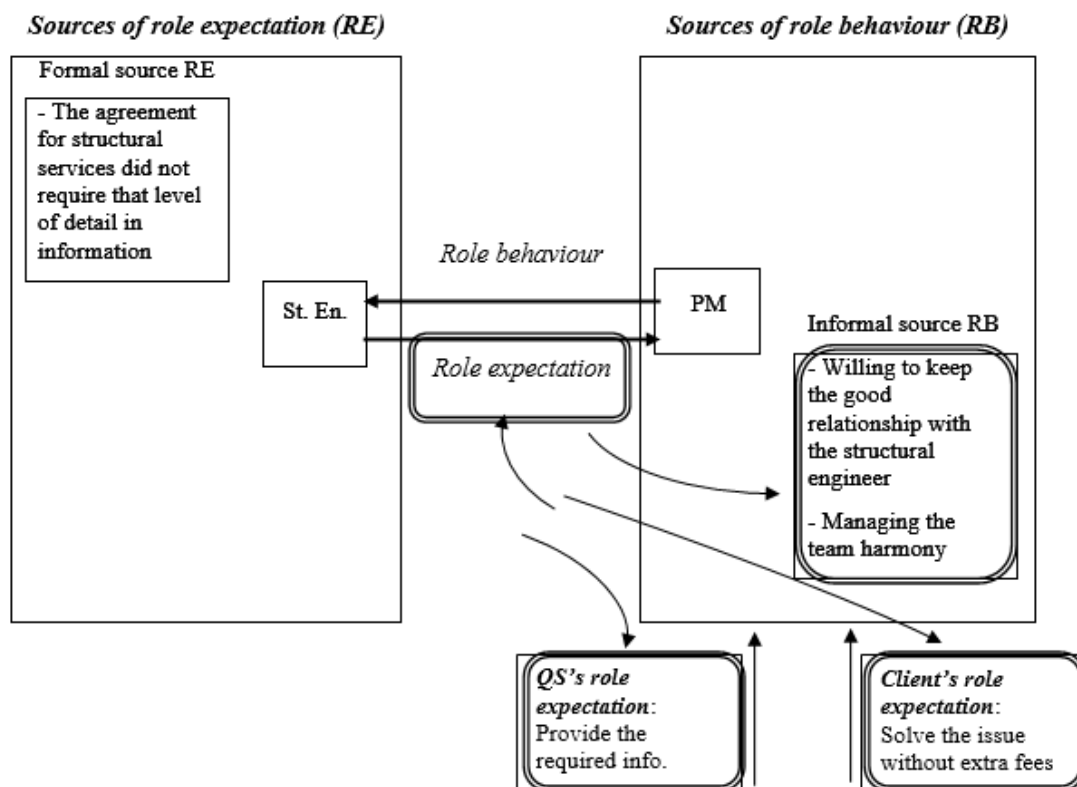 Sources of role expectation (RE)
Sources of role behaviour (RB)
Formal source RE
- The agreement
for structural
services did not
require that level
of detail in
information
Role behaviour
St. En.
PM
Role expectation
Informal source RB
- Willing to keep
the good
relationship with
the structural
engineer
- Managing the
team harmony
QS's role
expectation:
Provide the
required info.
Client's role
expectation:
Solve the issue
without extra fees